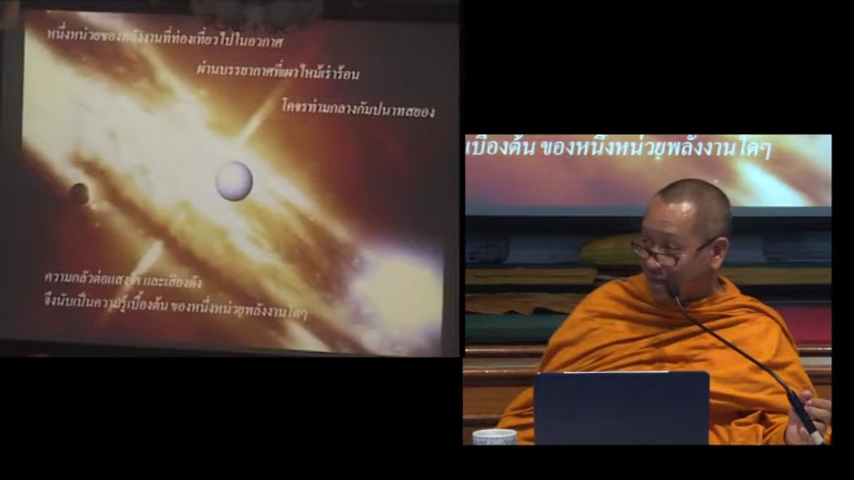 หนึ่งหน่วยของพลังงานที่ท่องเที่ยวไปในอวกาศ
ผ่านบรรยากาศที่เผาไหม้เร่าร้อน
โคจรท่ามกลางกัมปนาทสยอง
ความกลัวต่อแสงจ้า และเสียงดัง
จึงนับเป็นความรู้เบื้องต้น ของหนึ่งหน่วยพลังงานใดๆ
เบื้องต้น ของหนึ่งหน่วยพลังงานใดๆ